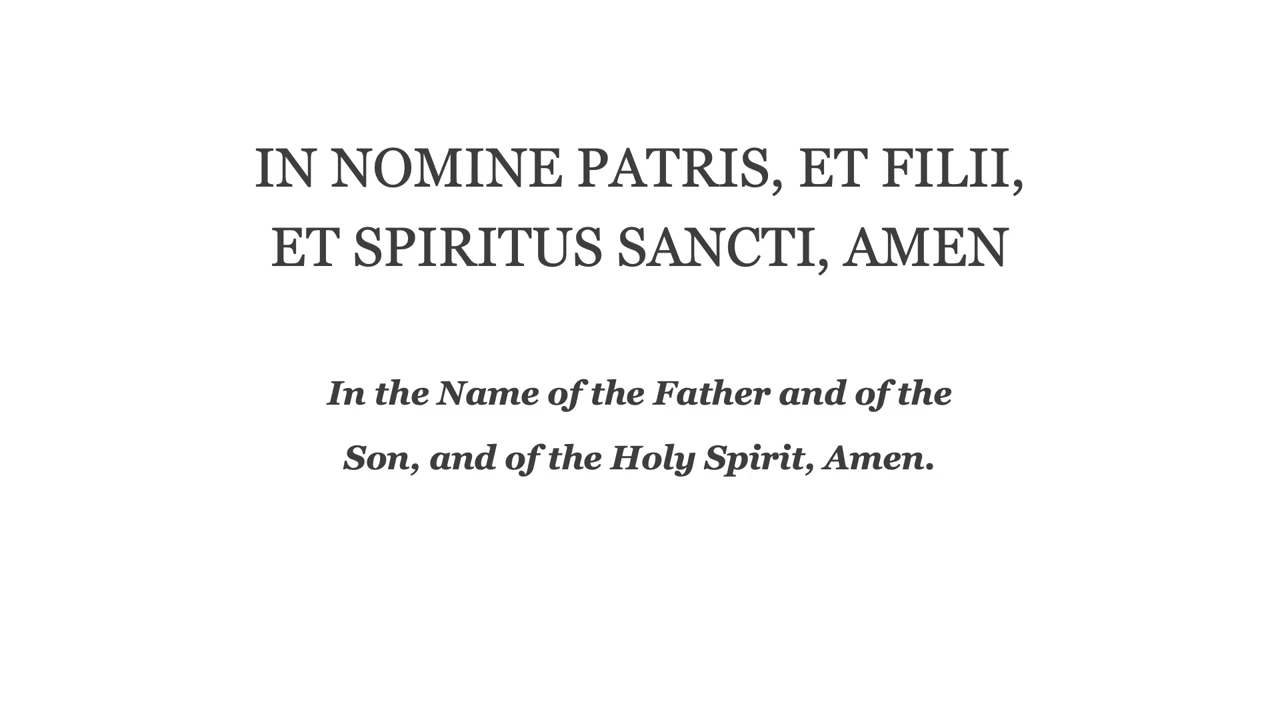 IN NOMINE PATRIS, ET FILII,
ET SPIRITUS SANCTI, AMEN
In the Name of the Father and of the
Son, and of the Holy Spirit, Amen.